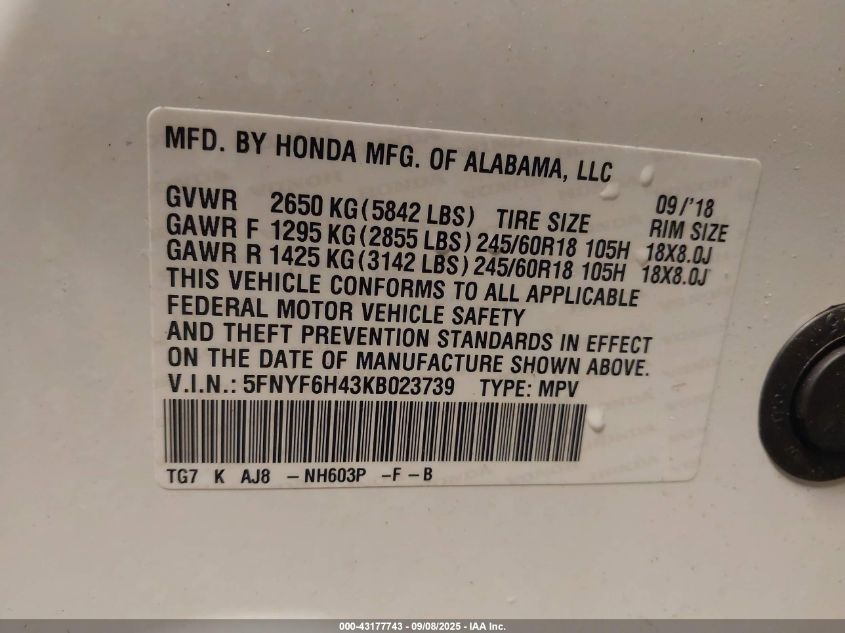 MFD. BY HONDA MFG. OF ALABAMA, LLC
09/'18
GVWR 2650 KG (5842 LBS) TIRE SIZE RIM SIZE
GAWR F 1295 KG (2855 LBS) 245/60R18 105H 18X8.0J
GAWR R 1425 KG (3142 LBS) 245/60R18 105H 18X8.0J
THIS VEHICLE CONFORMS TO ALL APPLICABLE
FEDERAL MOTOR VEHICLE SAFETY
AND THEFT PREVENTION STANDARDS IN EFFECT
ON THE DATE OF MANUFACTURE SHOWN ABOVE.
V.I.N.: 5FNYF6H43KB023739 TYPE: MPV
TG7 K AJ8 - NH603P - F - B
000-43177743 - 09/08/2025 - IAA Inc.